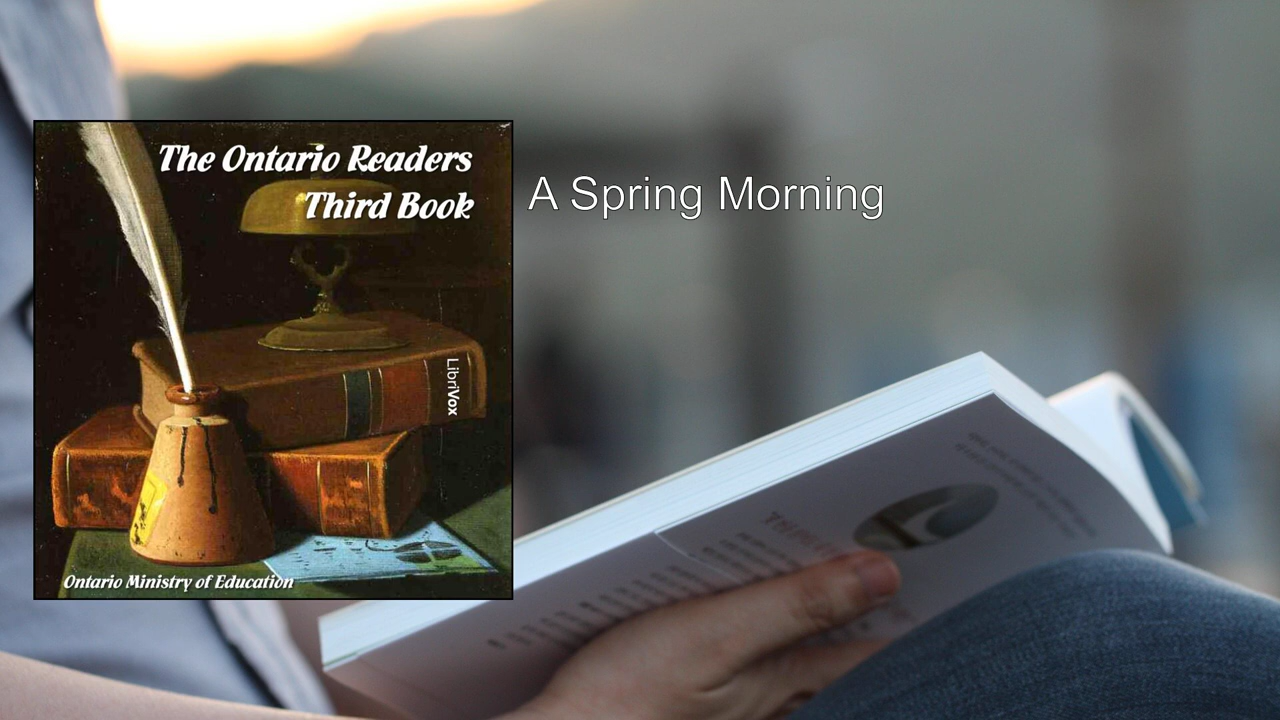 The Ontario Readers
Third Book
LibriVox
Ontario Ministry of Education
A Spring Morning